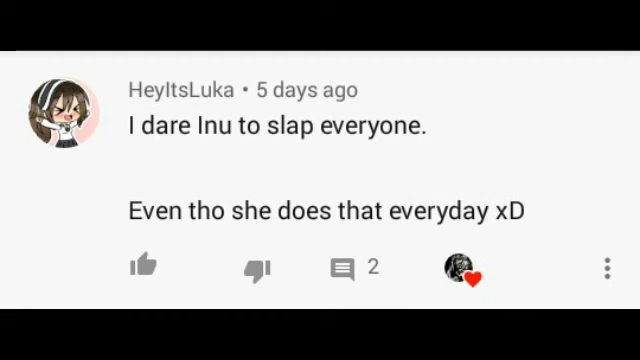 HeyItsLuka • 5 days ago
I dare Inu to slap everyone.
Even tho she does that everyday xD
2